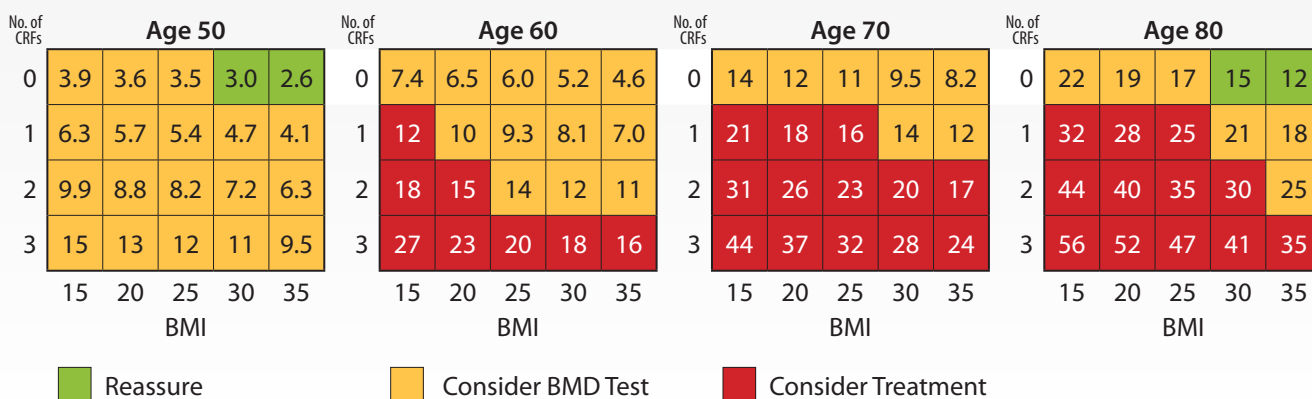 No. of CRFs Age 50 No. of CRFs Age 60 No. of CRFs Age 70 No. of CRFs Age 80
0 3.9 3.6 3.5 3.0 2.6 0 7.4 6.5 6.0 5.2 4.6 0 14 12 11 9.5 8.2 0 22 19 17 15 12
1 6.3 5.7 5.4 4.7 4.1 1 12 10 9.3 8.1 7.0 1 21 18 16 14 12 1 32 28 25 21 18
2 9.9 8.8 8.2 7.2 6.3 2 18 15 14 12 11 2 31 26 23 20 17 2 44 40 35 30 25
3 15 13 12 11 9.5 3 27 23 20 18 16 3 44 37 32 28 24 3 56 52 47 41 35
15 20 25 30 35 15 20 25 30 35 15 20 25 30 35 15 20 25 30 35
BMI BMI BMI BMI
Reassure Consider BMD Test Consider Treatment